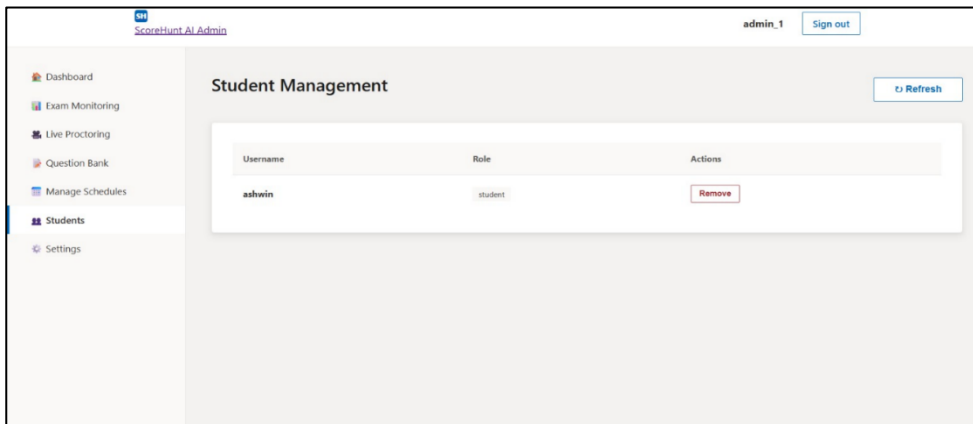 SH
ScoreHunt AI Admin
admin_1
Sign out
Dashboard
Exam Monitoring
Live Proctoring
Question Bank
Manage Schedules
Students
Settings
Student Management
↻ Refresh
Username Role Actions
ashwin student Remove